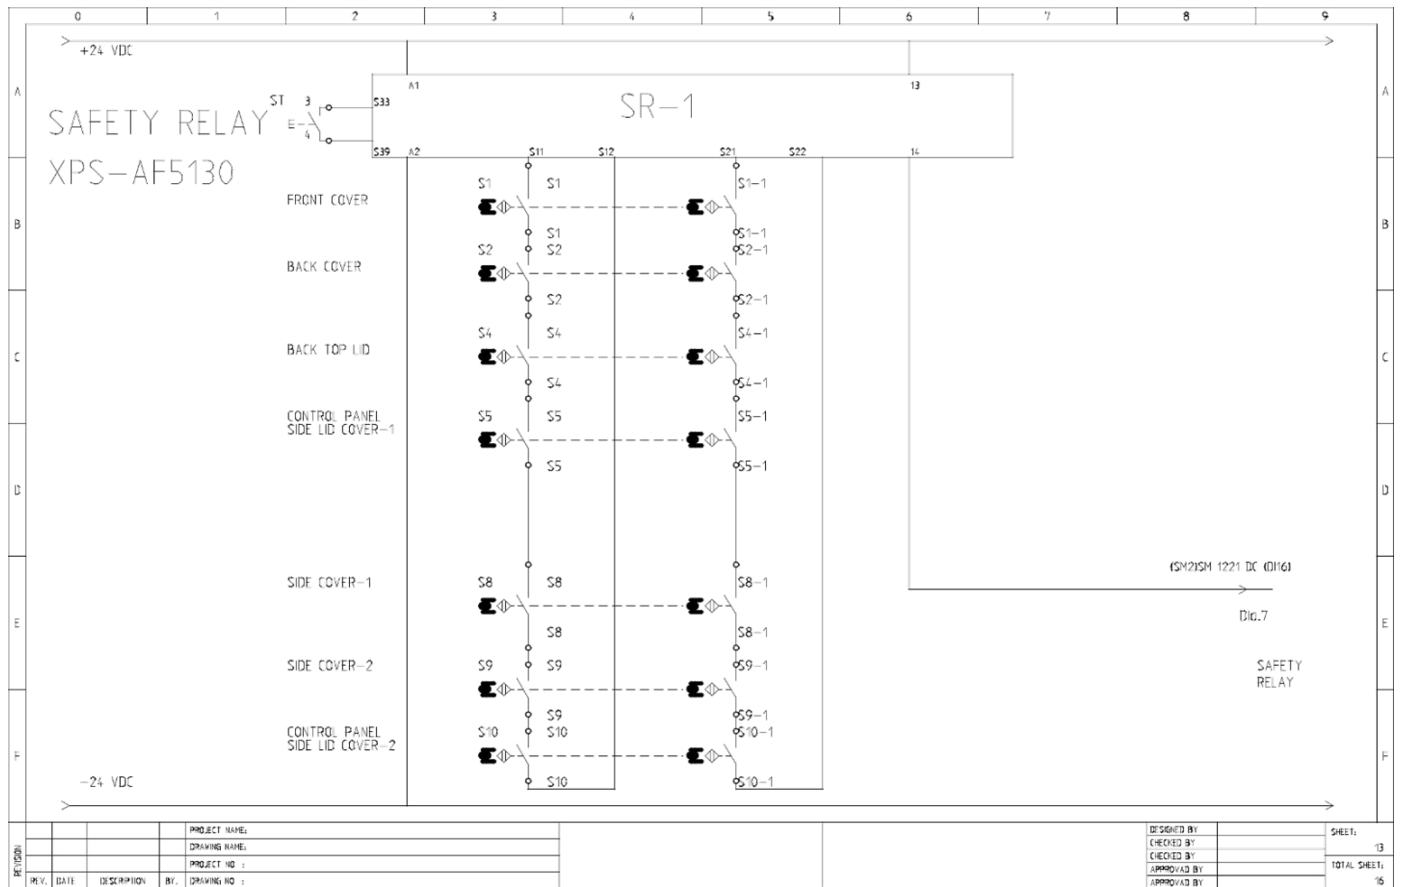 0 1 2 3 4 5 6 7 8 9
+24 VDC
A A
A1 13
SR-1
ST 3 S33
SAFETY RELAY
4
S39 A2 S11 S12 S21 S22 14
XPS-AF5130
S1 S1 S1-1
FRONT COVER
B B
S1 S1-1
S2 S2 S2-1
BACK COVER
S2 S2-1
S4 S4 S4-1
BACK TOP LID
C C
S4 S4-1
CONTROL PANEL S5 S5 S5-1
SIDE LID COVER-1
S5 S5-1
D D
(SM2)SM 1221 DC (DI16)
SIDE COVER-1 S8 S8 S8-1
DIa.7
E E
S8 S8-1
SIDE COVER-2 S9 S9 S9-1
SAFETY
RELAY
S9 S9-1
CONTROL PANEL S10 S10 S10-1
SIDE LID COVER-2
F F
-24 VDC S10 S10-1
REVISION
PROJECT NAME:
DRAWING NAME:
PROJECT NO :
REV. DATE DESCRIPTION BY. DRAWING NO :
DESIGNED BY
CHECKED BY
CHECKED BY
APPROVAD BY
APPROVAD BY
SHEET:
13
TOTAL SHEET:
16